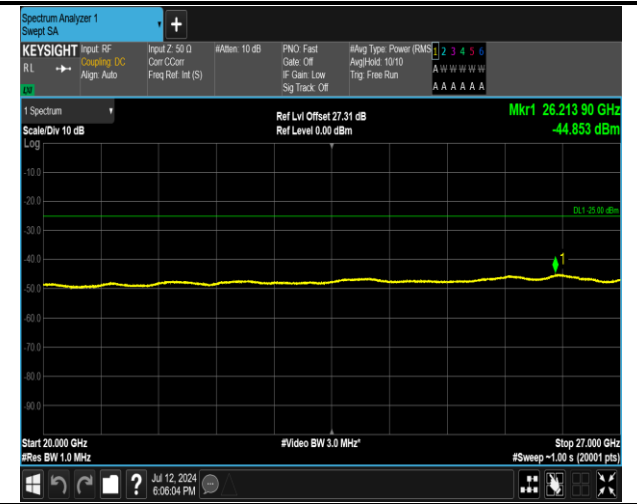 Spectrum Analyzer 1
Swept SA
+
KEYSIGHT
RL
Input: RF
Coupling: DC
Align: Auto
Input Z: 50 Ω
Corr CCorr
Freq Ref: Int (S)
#Atten: 10 dB
PNO: Fast
Gate: Off
IF Gain: Low
Sig Track: Off
#Avg Type: Power (RMS
Avg|Hold: 10/10
Trig: Free Run
1 2 3 4 5 6
A W W W W W
A A A A A A
1 Spectrum
Scale/Div 10 dB
Log
Ref Lvl Offset 27.31 dB
Ref Level 0.00 dBm
Mkr1 26.213 90 GHz
-44.853 dBm
-10.0
-20.0
DL1 -25.00 dBm
-30.0
-40.0
1
-50.0
-60.0
-70.0
-80.0
-90.0
Start 20.000 GHz
#Res BW 1.0 MHz
#Video BW 3.0 MHz*
Stop 27.000 GHz
#Sweep ~1.00 s (20001 pts)
?
Jul 12, 2024
6:06:04 PM